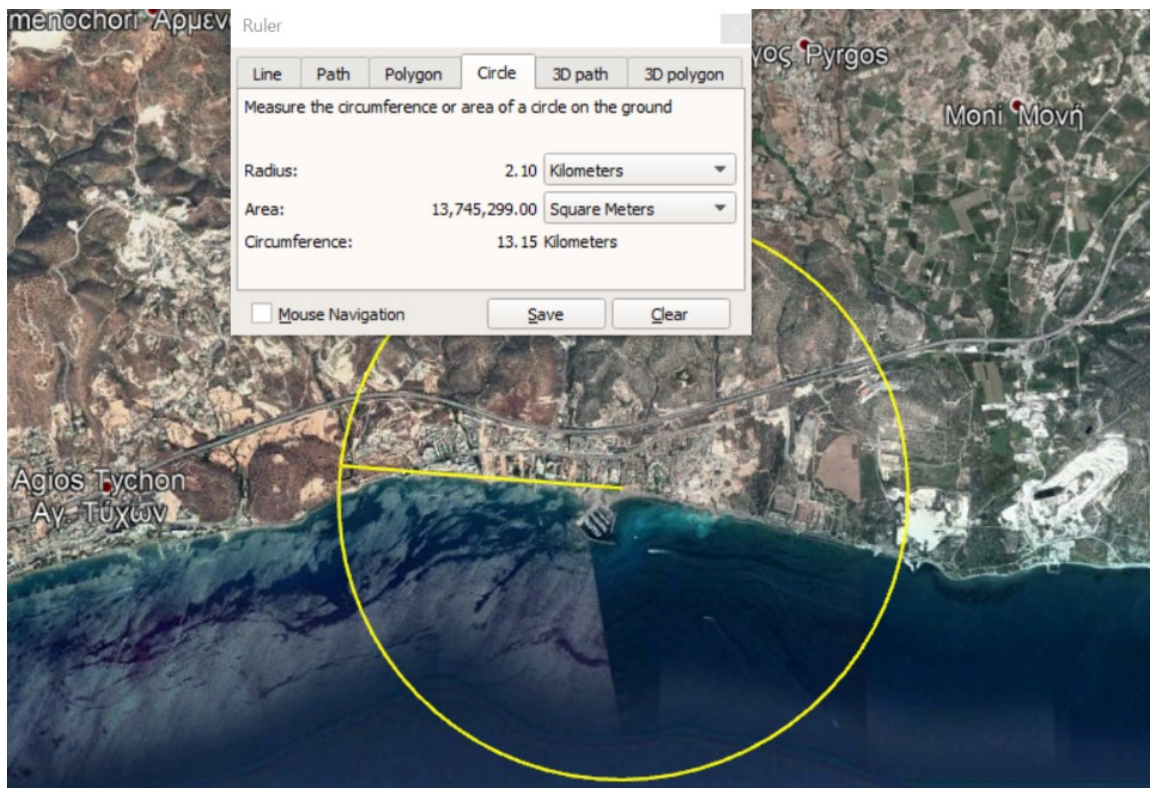 menochori Αρμεν
Ruler
Line Path Polygon Circle 3D path 3D polygon
Measure the circumference or area of a circle on the ground
Radius: 2.10 Kilometers
Area: 13,745,299.00 Square Meters
Circumference: 13.15 Kilometers
Mouse Navigation Save Clear
γος Pyrgos
Moni Μονή
Agios Tychon
Αγ. Τύχων